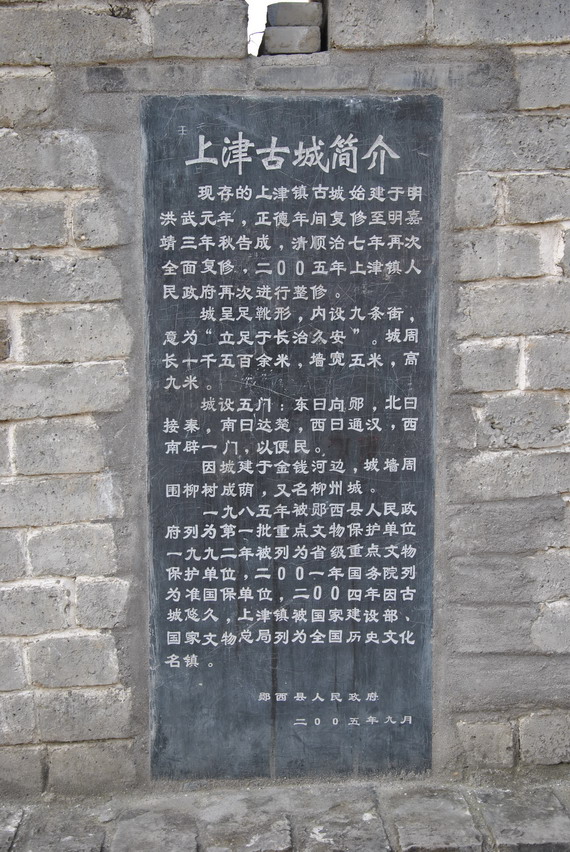 上津古城简介
现存的上津镇古城始建于明
洪武元年，正德年间复修至明嘉
靖三年秋告成，清顺治七年再次
全面复修，二00五年上津镇人
民政府再次进行整修。
城呈足靴形，内设九条街，
意为“立足于长治久安”。城周
长一千五百余米，墙宽五米，高
九米。
城设五门：东曰向郧，北曰
接秦，南曰达楚，西曰通汉，西
南辟一门，以便民。
因城建于金钱河边，城墙周
围柳树成荫，又名柳州城。
一九八五年被郧西县人民政
府列为第一批重点文物保护单位
一九九二年被列为省级重点文物
保护单位，二00一年国务院列
为准国保单位，二00四年因古
城悠久，上津镇被国家建设部、
国家文物总局列为全国历史文化
名镇。
郧西县人民政府
二00五年九月